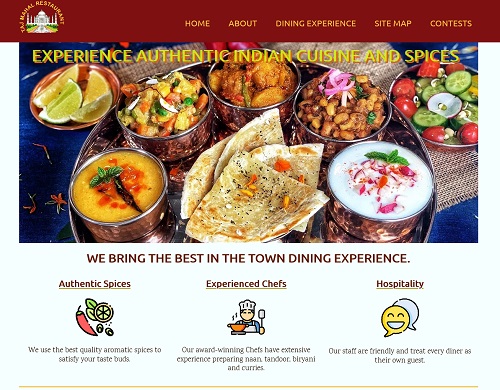 TAJ MAHAL RESTAURANT
HOME ABOUT DINING EXPERIENCE SITE MAP CONTESTS
EXPERIENCE AUTHENTIC INDIAN CUISINE AND SPICES
WE BRING THE BEST IN THE TOWN DINING EXPERIENCE.
Authentic Spices
We use the best quality aromatic spices to
satisfy your taste buds.
Experienced Chefs
Our award-winning Chefs have extensive
experience preparing naan, tandoor, biryani
and curries.
Hospitality
Our staff are friendly and treat every diner as
their own guest.